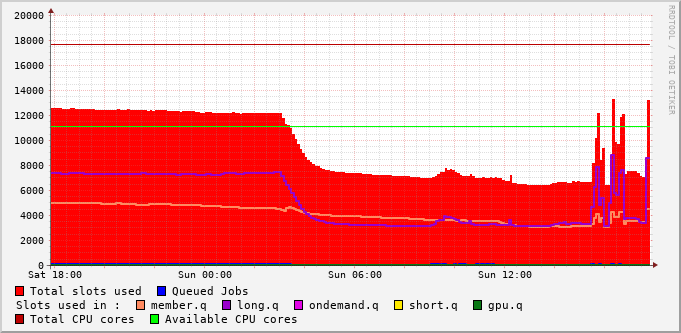 RRDTOOL / TOBI OETIKER
20000
18000
16000
14000
12000
10000
8000
6000
4000
2000
0
Sat 18:00 Sun 00:00 Sun 06:00 Sun 12:00
Total slots used Queued Jobs
Slots used in : member.q long.q ondemand.q short.q gpu.q
Total CPU cores Available CPU cores